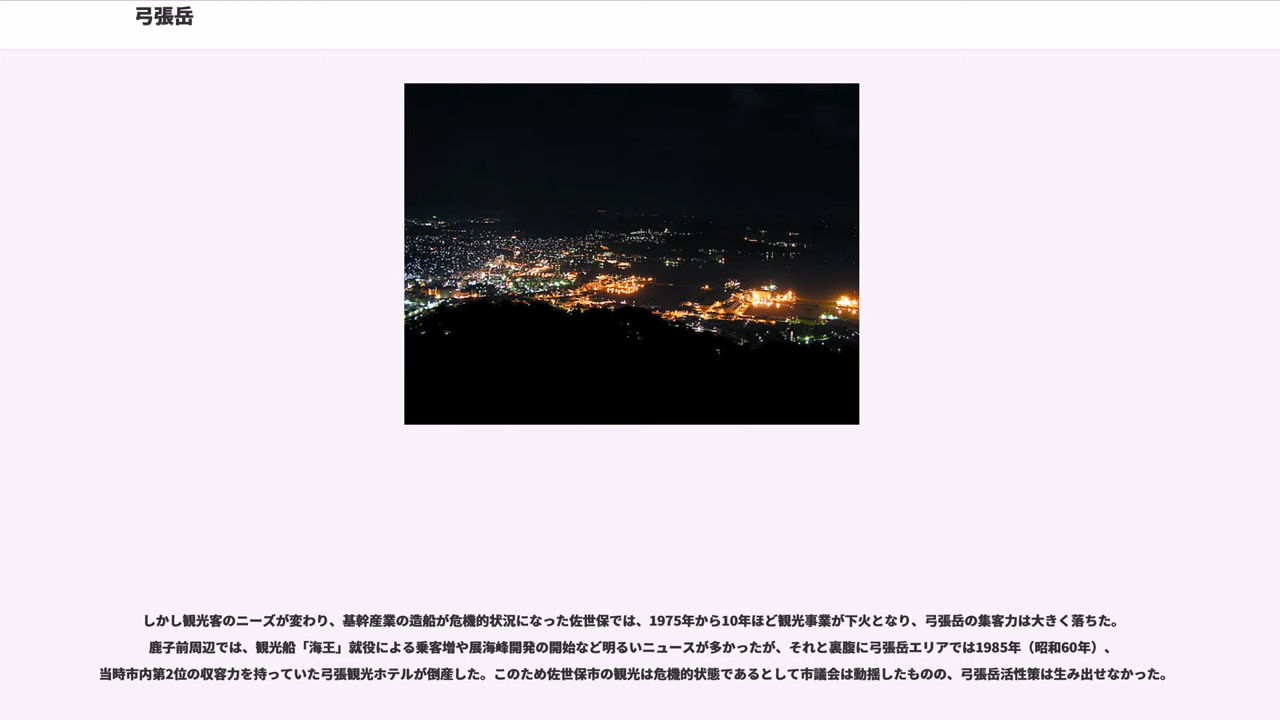 弓張岳
しかし観光客のニーズが変わり、基幹産業の造船が危機的状況になった佐世保では、1975年から10年ほど観光事業が下火となり、弓張岳の集客力は大きく落ちた。
鹿子前周辺では、観光船「海王」就役による乗客増や展海峰開発の開始など明るいニュースが多かったが、それと裏腹に弓張岳エリアでは1985年（昭和60年）、
当時市内第2位の収容力を持っていた弓張観光ホテルが倒産した。このため佐世保市の観光は危機的状態であるとして市議会は動揺したものの、弓張岳活性策は生み出せなかった。